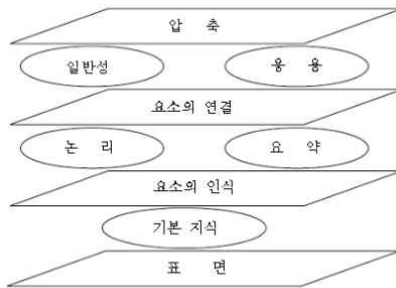 압 축
일반성 응 용
요소의 연결
논 리 요 약
요소의 인식
기본 지식
표 면